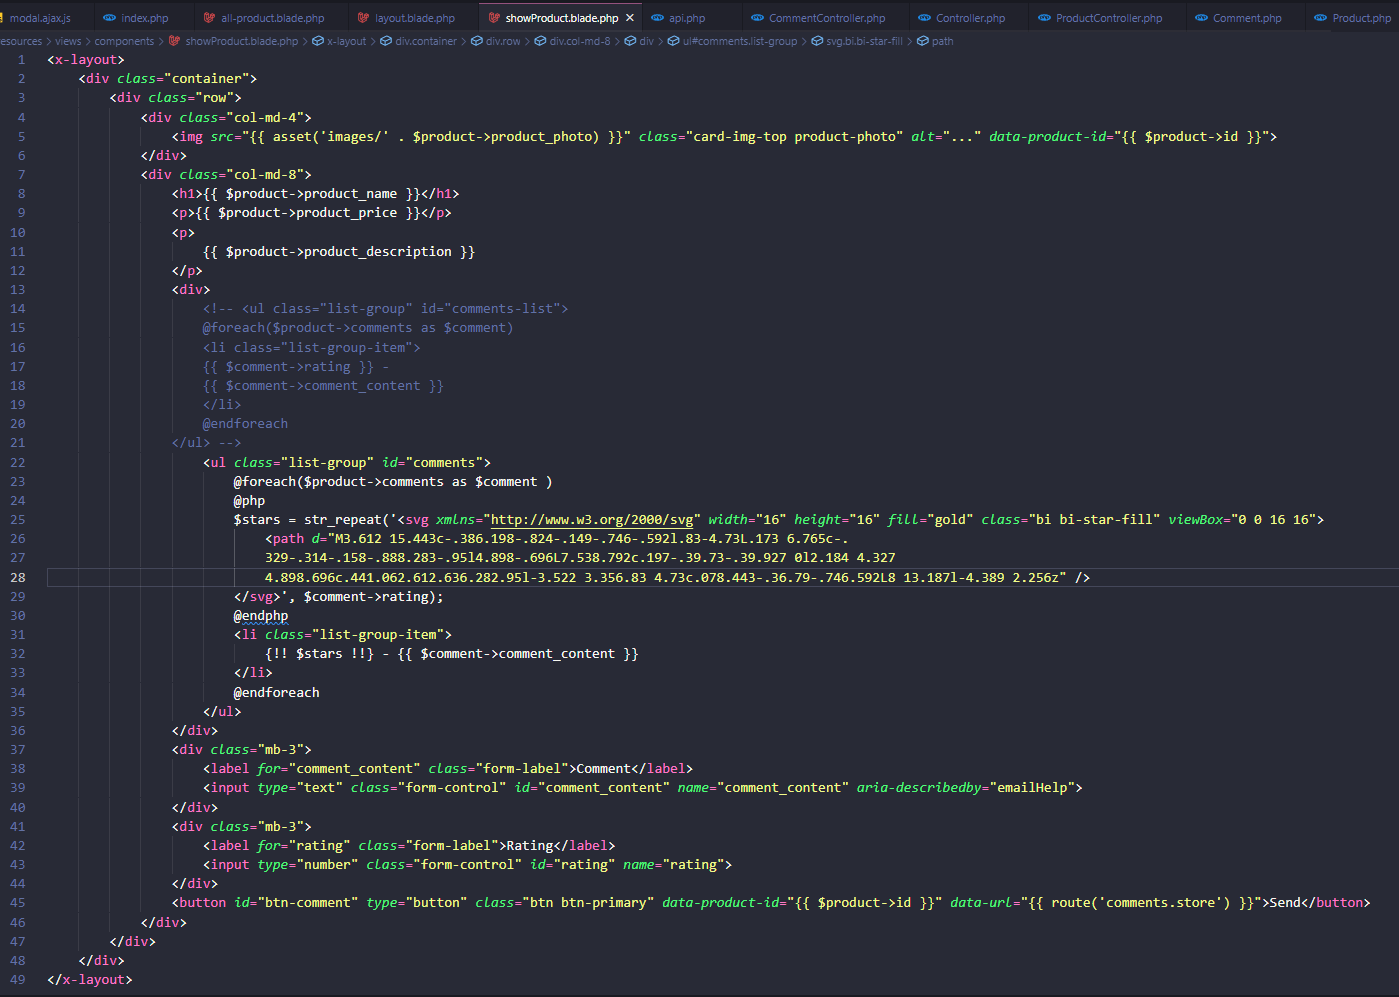 modal.ajax.js index.php all-product.blade.php layout.blade.php showProduct.blade.php × api.php CommentController.php Controller.php ProductController.php Comment.php Product.php
esources > views > components > showProduct.blade.php > x-layout > div.container > div.row > div.col-md-8 > div > ul#comments.list-group > svg.bi.bi-star-fill > path
1 <x-layout>
2 <div class="container">
3 <div class="row">
4 <div class="col-md-4">
5 <img src="{{ asset('images/' . $product->product_photo) }}" class="card-img-top product-photo" alt="..." data-product-id="{{ $product->id }}">
6 </div>
7 <div class="col-md-8">
8 <h1>{{ $product->product_name }}</h1>
9 <p>{{ $product->product_price }}</p>
10 <p>
11 {{ $product->product_description }}
12 </p>
13 <div>
14 <!-- <ul class="list-group" id="comments-list">
15 @foreach($product->comments as $comment)
16 <li class="list-group-item">
17 {{ $comment->rating }} -
18 {{ $comment->comment_content }}
19 </li>
20 @endforeach
21 </ul> -->
22 <ul class="list-group" id="comments">
23 @foreach($product->comments as $comment )
24 @php
25 $stars = str_repeat('<svg xmlns="http://www.w3.org/2000/svg" width="16" height="16" fill="gold" class="bi bi-star-fill" viewBox="0 0 16 16">
26 <path d="M3.612 15.443c-.386.198-.824-.149-.746-.592l.83-4.73L.173 6.765c-.
27 329-.314-.158-.888.283-.95l4.898-.696L7.538.792c.197-.39.73-.39.927 0l2.184 4.327
28 4.898.696c.441.062.612.636.282.95l-3.522 3.356.83 4.73c.078.443-.36.79-.746.592L8 13.187l-4.389 2.256z" />
29 </svg>', $comment->rating);
30 @endphp
31 <li class="list-group-item">
32 {!! $stars !!} - {{ $comment->comment_content }}
33 </li>
34 @endforeach
35 </ul>
36 </div>
37 <div class="mb-3">
38 <label for="comment_content" class="form-label">Comment</label>
39 <input type="text" class="form-control" id="comment_content" name="comment_content" aria-describedby="emailHelp">
40 </div>
41 <div class="mb-3">
42 <label for="rating" class="form-label">Rating</label>
43 <input type="number" class="form-control" id="rating" name="rating">
44 </div>
45 <button id="btn-comment" type="button" class="btn btn-primary" data-product-id="{{ $product->id }}" data-url="{{ route('comments.store') }}">Send</button>
46 </div>
47 </div>
48 </div>
49 </x-layout>